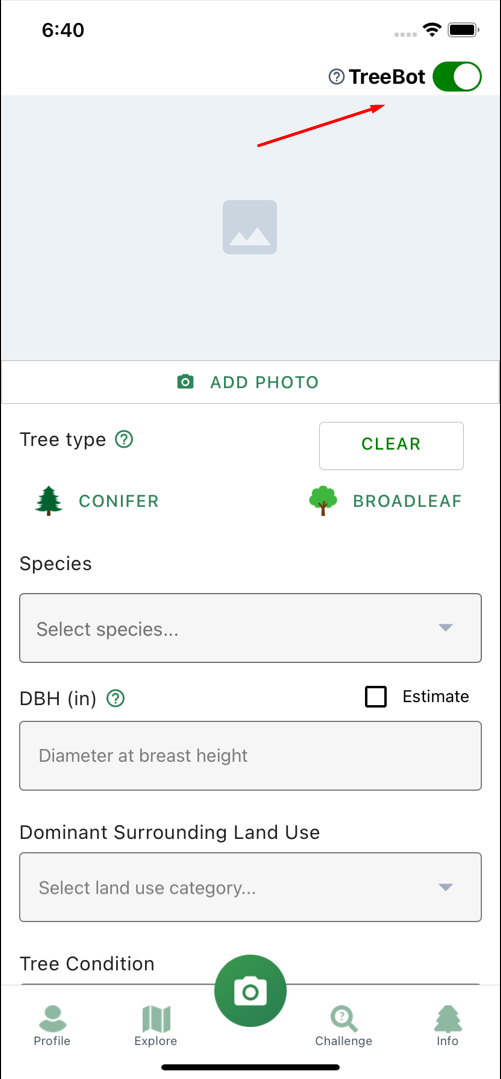 6:40
TreeBot
ADD PHOTO
Tree type
CLEAR
CONIFER
BROADLEAF
Species
Select species...
DBH (in)
Estimate
Diameter at breast height
Dominant Surrounding Land Use
Select land use category...
Tree Condition
Profile
Explore
Challenge
Info